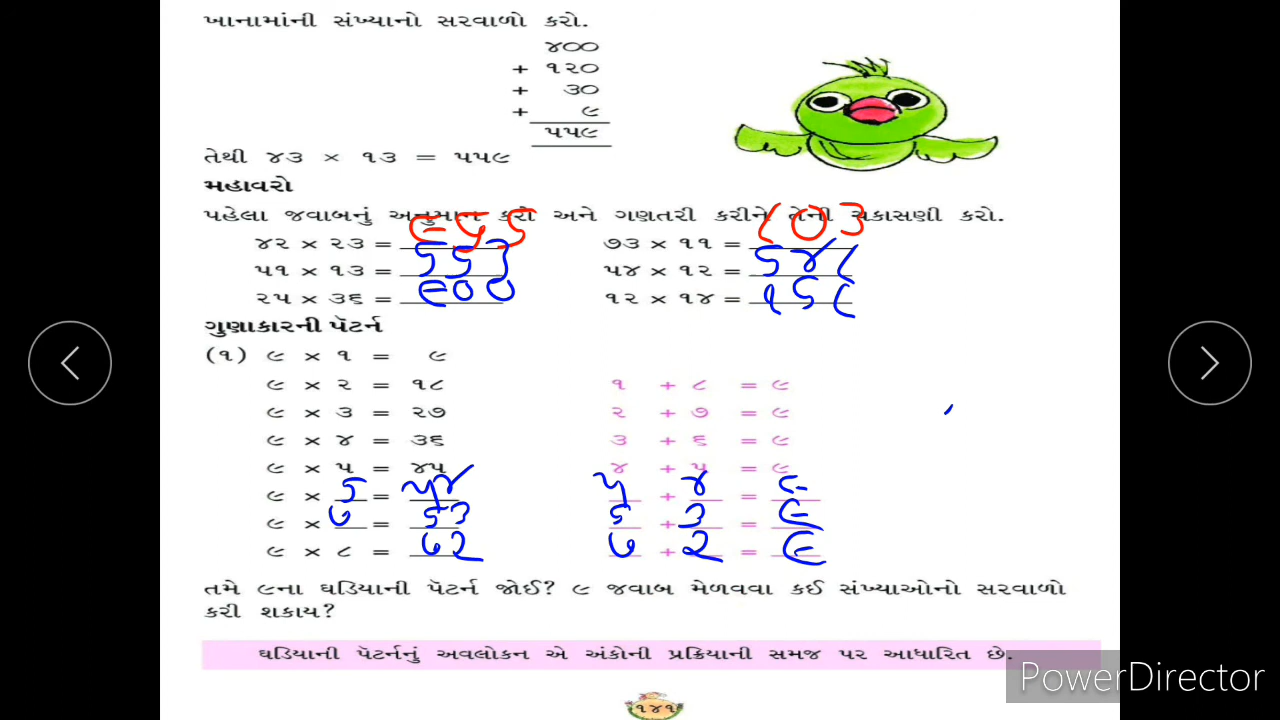 ખાનામાંની સંખ્યાનો સરવાળો કરો.
૪૦૦
+ ૧૨૦
+ ૩૦
+ ૯
૫૫૯
તેથી ૪૩ × ૧૩ = ૫૫૯
મહાવરો
પહેલા જવાબનું અનુમાન કરો અને ગણતરી કરીને તેની ચકાસણી કરો.
૪૨ × ૨૩ = ૯૬૬ ૭૩ × ૧૧ = ૮૦૩
૫૧ × ૧૩ = ૬૬૩ ૫૪ × ૧૨ = ૬૪૮
૨૫ × ૩૬ = ૯૦૦ ૧૨ × ૧૪ = ૧૬૮
ગુણાકારની પૅટર્ન
(૧) ૯ × ૧ = ૯
૯ × ૨ = ૧૮ ૧ + ૮ = ૯
૯ × ૩ = ૨૭ ૨ + ૭ = ૯
૯ × ૪ = ૩૬ ૩ + ૬ = ૯
૯ × ૫ = ૪૫ ૪ + ૫ = ૯
૯ × ૬ = ૫૪ ૫ + ૪ = ૯
૯ × ૭ = ૬૩ ૬ + ૩ = ૯
૯ × ૮ = ૭૨ ૭ + ૨ = ૯
તમે ૯ના ઘડિયાની પૅટર્ન જોઈ? ૯ જવાબ મેળવવા કઈ સંખ્યાઓનો સરવાળો
કરી શકાય?
ઘડિયાની પૅટર્નનું અવલોકન એ અંકોની પ્રક્રિયાની સમજ પર આધારિત છે.
PowerDirector
૧૪૧